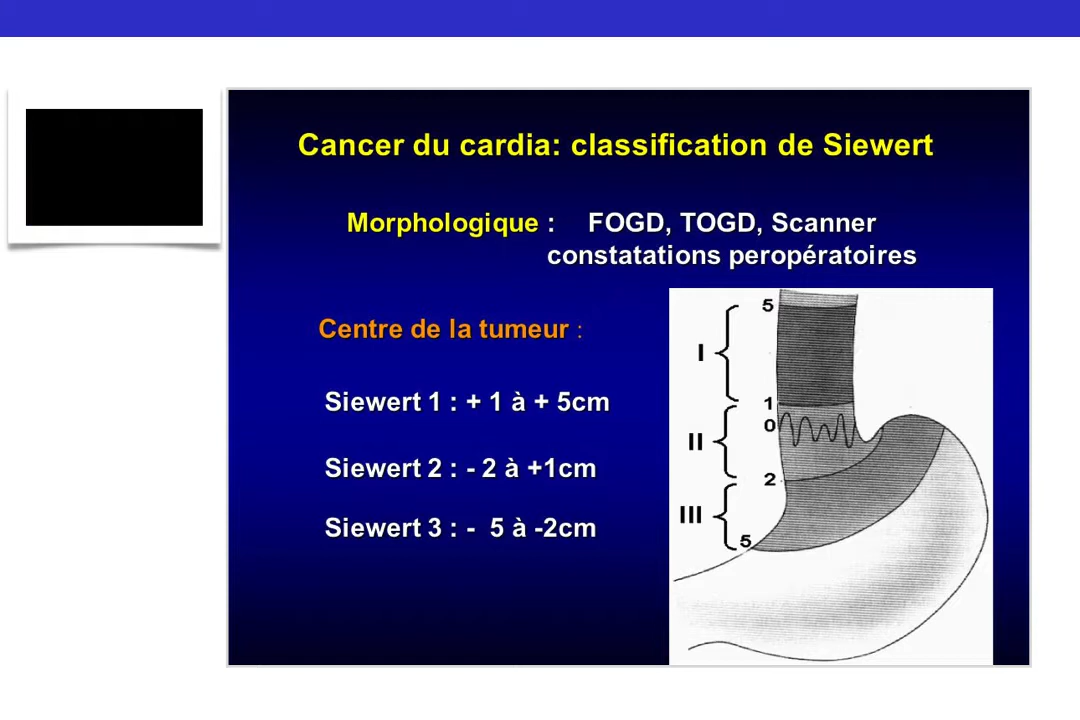 Cancer du cardia: classification de Siewert
Morphologique : FOGD, TOGD, Scanner
constatations peropératoires
Centre de la tumeur :
Siewert 1 : + 1 à + 5cm
Siewert 2 : - 2 à +1cm
Siewert 3 : - 5 à -2cm
5
I
1
0
II
2
III
5